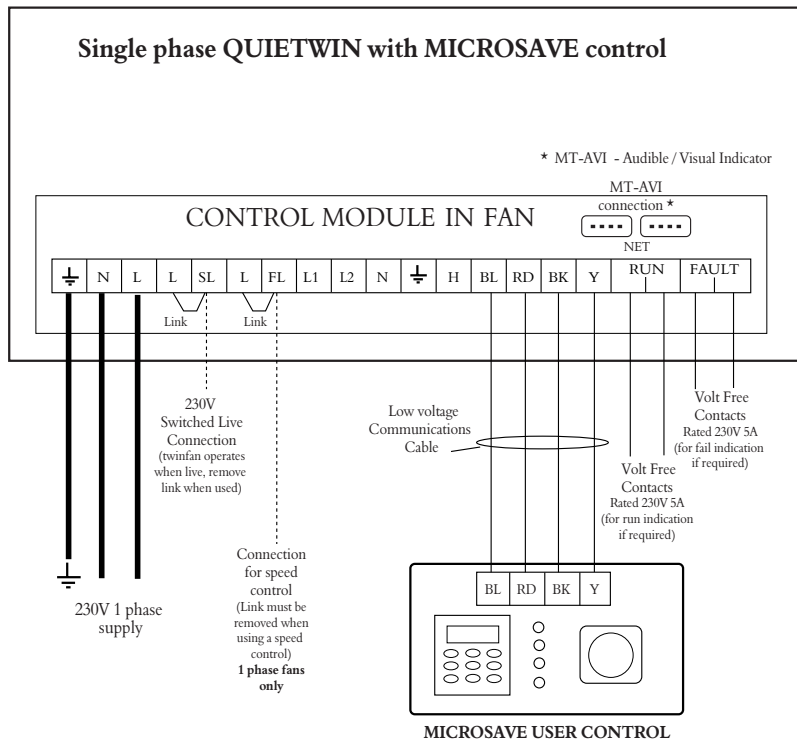 Single phase QUIETWIN with MICROSAVE control
* MT-AVI - Audible / Visual Indicator
MT-AVI
connection *
CONTROL MODULE IN FAN
NET
N L L SL L FL L1 L2 N H BL RD BK Y RUN FAULT
Link
Link
230V
Switched Live
Connection
(twinfan operates
when live, remove
link when used)
Low voltage
Communications
Cable
Volt Free
Contacts
Rated 230V 5A
(for fail indication
if required)
Volt Free
Contacts
Rated 230V 5A
(for run indication
if required)
Connection
for speed
control
(Link must be
removed when
using a speed
control)
1 phase fans
only
230V 1 phase
supply
BL RD BK Y
MICROSAVE USER CONTROL